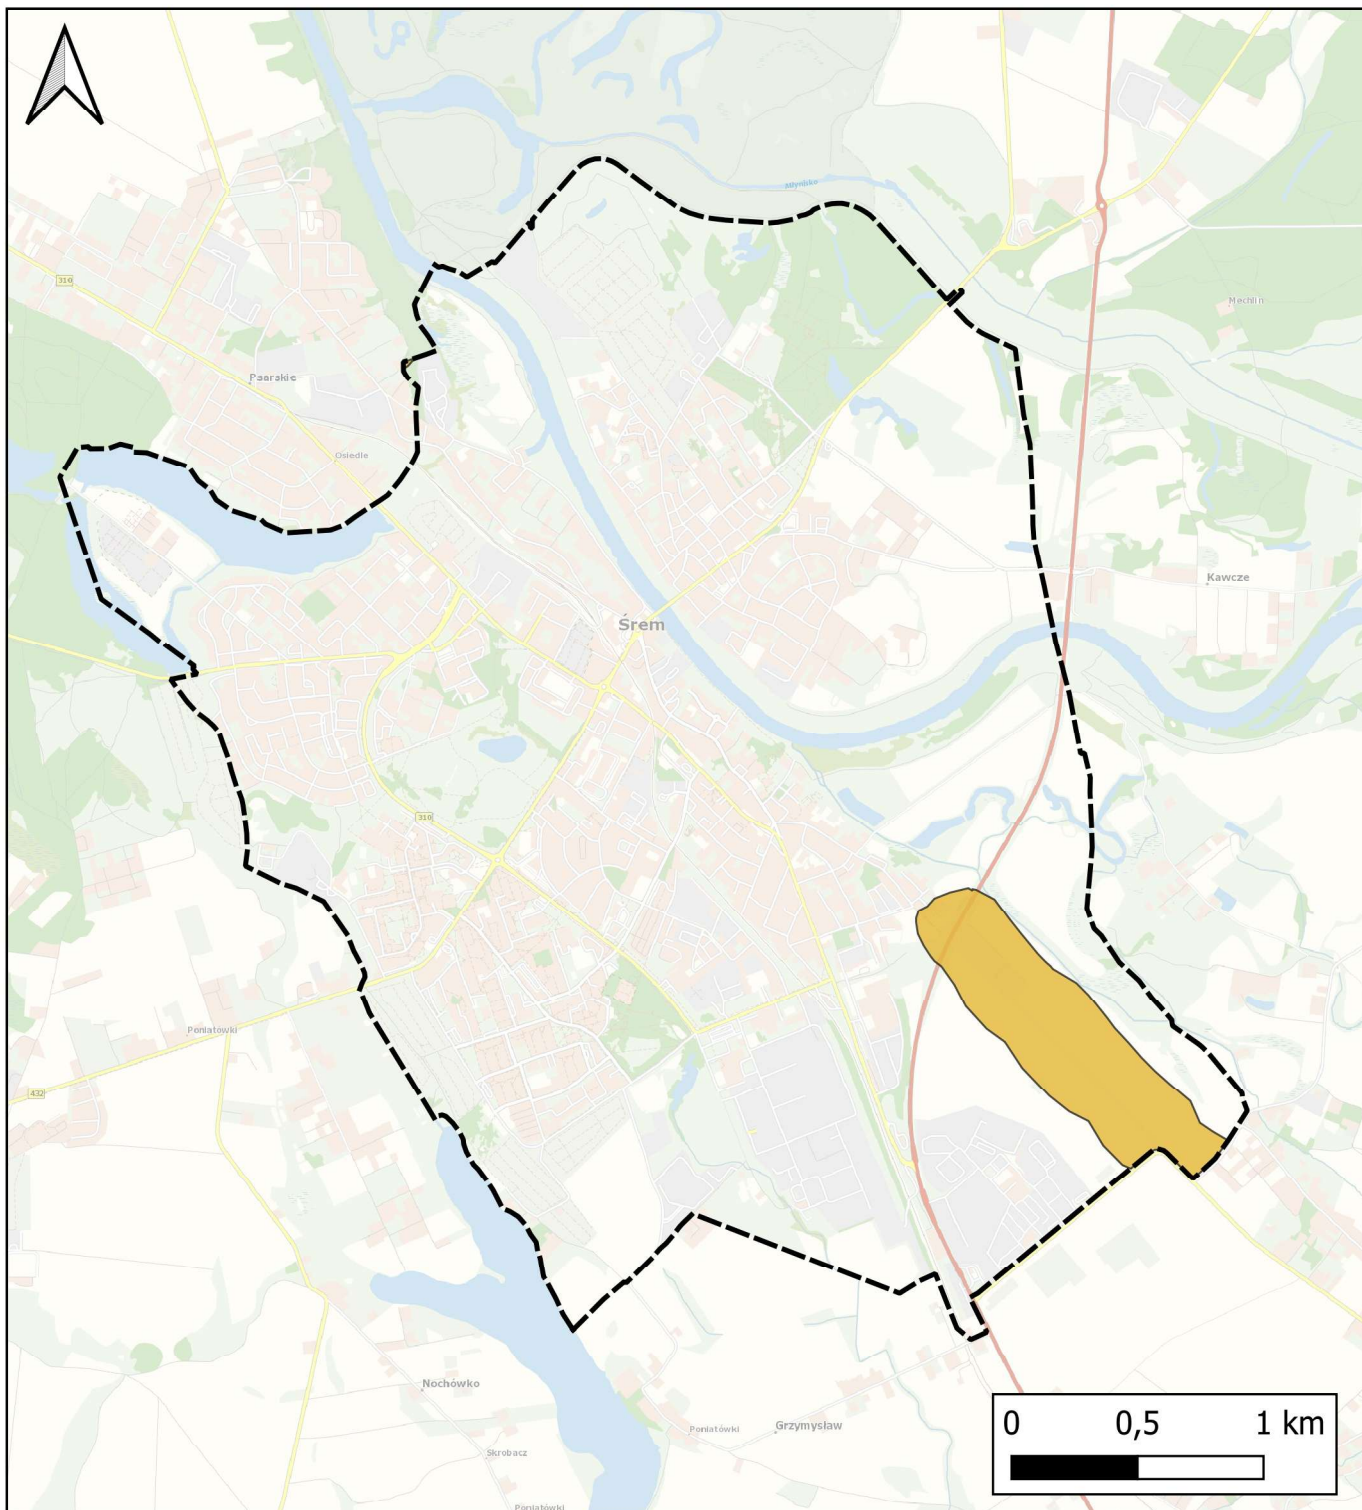 Młyńska
310
Mechlin
Psarskie
Osiedle
Kawcze
Śrem
310
Poniatówki
432
Nochówko
Poniatówki
Grzymysław
Skrobacz
Poniatówki
0 0,5 1 km